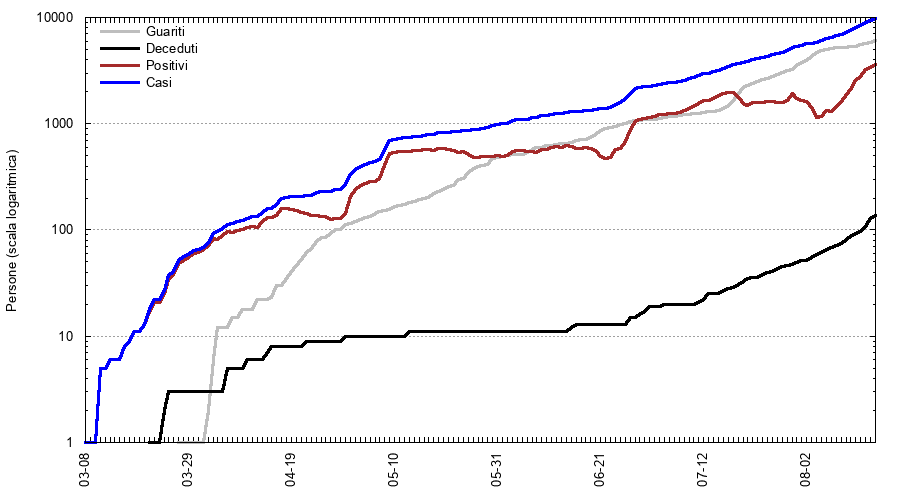 10000
1000
100
10
1
Persone (scala logaritmica)
Guariti
Deceduti
Positivi
Casi
03-08
03-29
04-19
05-10
05-31
06-21
07-12
08-02